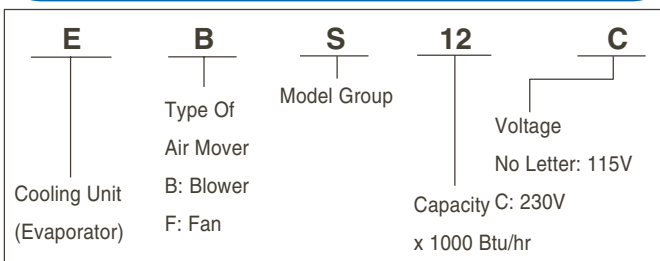 E B S 12 C
Cooling Unit
(Evaporator)
Type Of
Air Mover
B: Blower
F: Fan
Model Group
Capacity
x 1000 Btu/hr
Voltage
No Letter: 115V
C: 230V